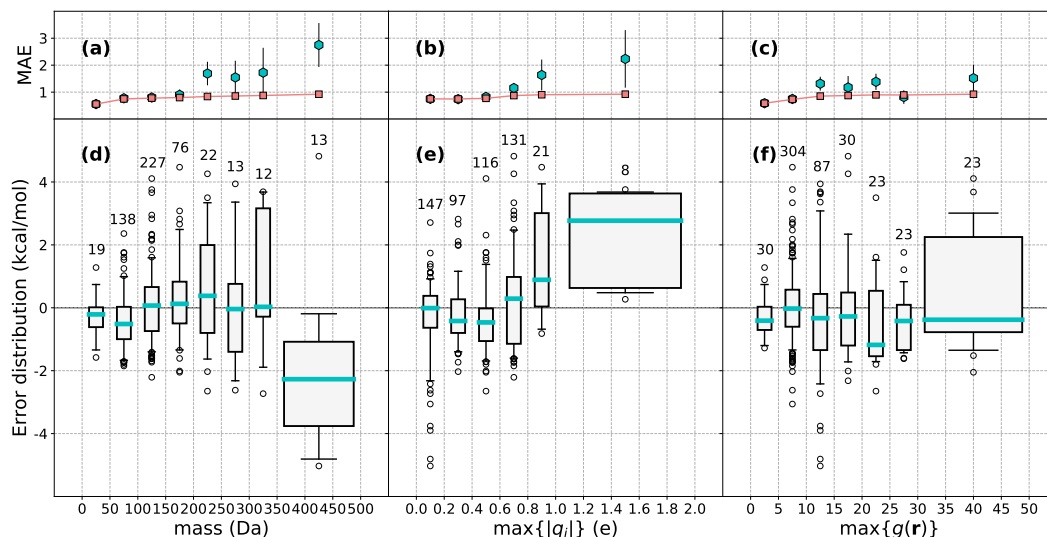 MAE
3
2
1
(a)
(b)
(c)
Error distribution (kcal/mol)
4
2
0
-2
-4
(d)
19
138
227
76
22
13
12
13
(e)
147
97
116
131
21
(f)
30
304
87
30
23
23
23
0 50 100 150 200 250 300 350 400 450 500
mass (Da)
0.0 0.2 0.4 0.6 0.8 1.0 1.2 1.4 1.6 1.8 2.0
max{|q_i|} (e)
0 5 10 15 20 25 30 35 40 45 50
max{g(r)}